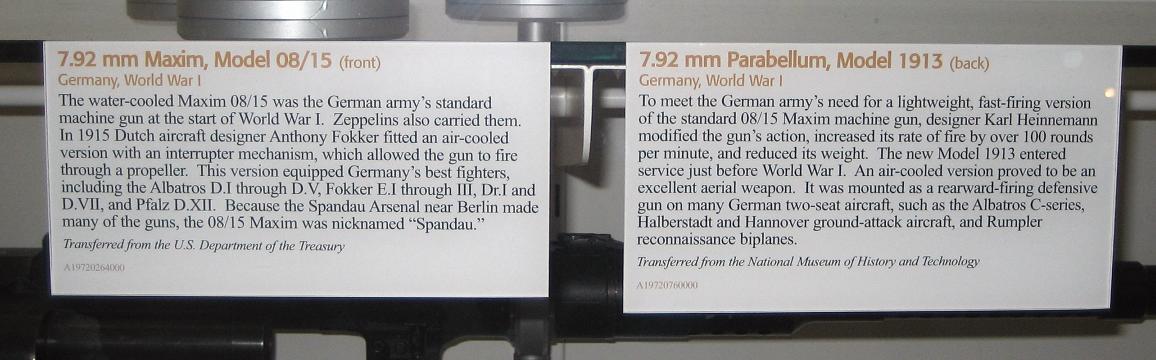 7.92 mm Maxim, Model 08/15 (front)
Germany, World War I
The water-cooled Maxim 08/15 was the German army's standard
machine gun at the start of World War I.  Zeppelins also carried them.
In 1915 Dutch aircraft designer Anthony Fokker fitted an air-cooled
version with an interrupter mechanism, which allowed the gun to fire
through a propeller.  This version equipped Germany's best fighters,
including the Albatros D.I through D.V, Fokker E.I through III, Dr.I and
D.VII, and Pfalz D.XII.  Because the Spandau Arsenal near Berlin made
many of the guns, the 08/15 Maxim was nicknamed “Spandau.”
Transferred from the U.S. Department of the Treasury
A19720264000
7.92 mm Parabellum, Model 1913 (back)
Germany, World War I
To meet the German army's need for a lightweight, fast-firing version
of the standard 08/15 Maxim machine gun, designer Karl Heinnemann
modified the gun's action, increased its rate of fire by over 100 rounds
per minute, and reduced its weight.  The new Model 1913 entered
service just before World War I.  An air-cooled version proved to be an
excellent aerial weapon.  It was mounted as a rearward-firing defensive
gun on many German two-seat aircraft, such as the Albatros C-series,
Halberstadt and Hannover ground-attack aircraft, and Rumpler
reconnaissance biplanes.
Transferred from the National Museum of History and Technology
A19720760000